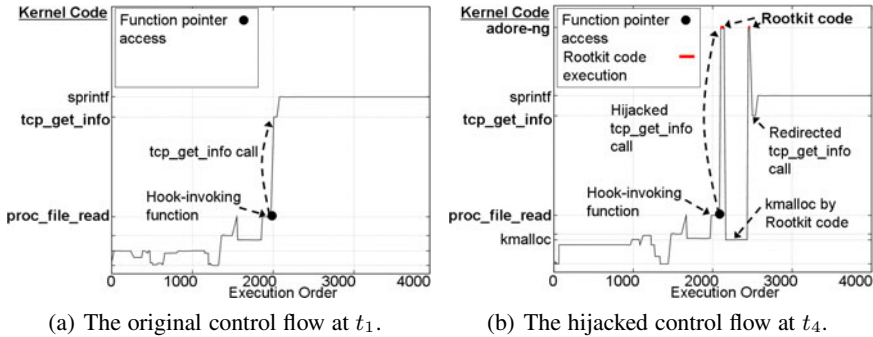 Kernel Code
Function pointer
access
sprintf
tcp_get_info
tcp_get_info call
Hook-invoking
function
proc_file_read
0
1000
2000
3000
4000
Execution Order
(a) The original control flow at t1.
Kernel Code
adore-ng
Function pointer
access
Rootkit code
execution
Rootkit code
sprintf
tcp_get_info
Hijacked
tcp_get_info
call
Redirected
tcp_get_info
call
Hook-invoking
function
proc_file_read
kmalloc
kmalloc by
Rootkit code
0
1000
2000
3000
4000
Execution Order
(b) The hijacked control flow at t4.